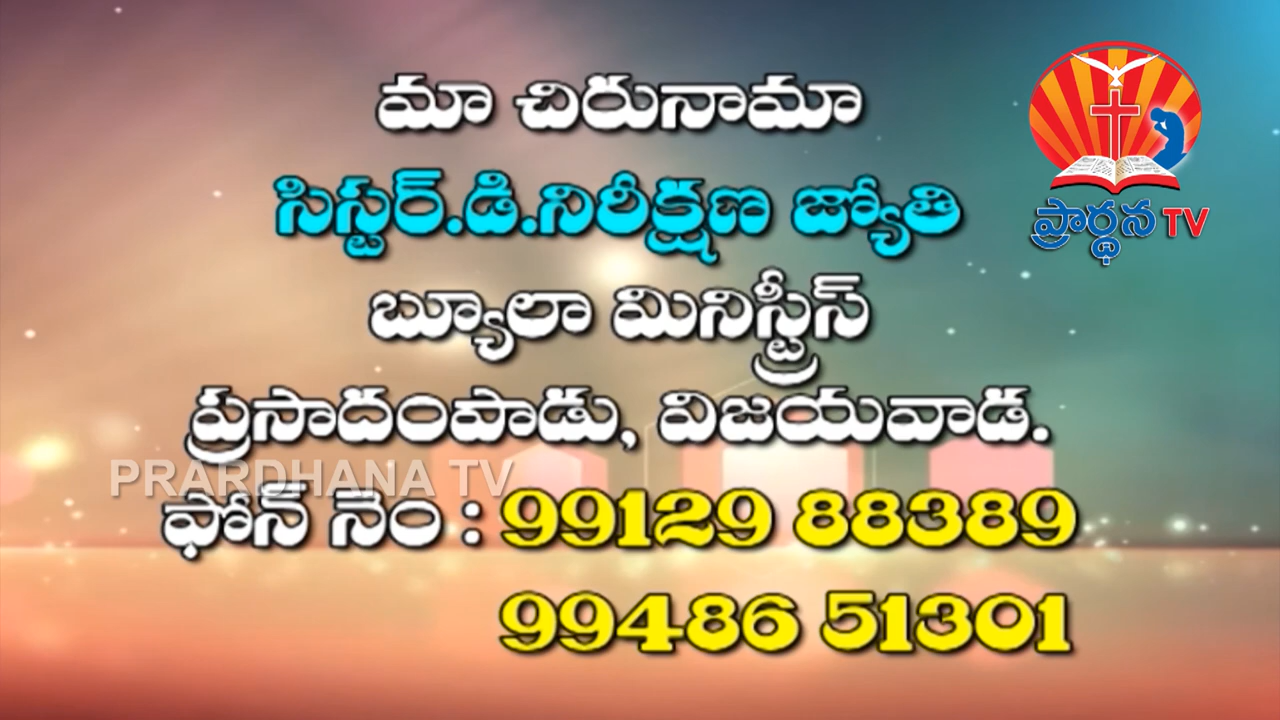 మా చిరునామా
సిస్టర్.డి.నిరీక్షణ జ్యోతి
బ్యూలా మినిస్ట్రీస్
ప్రసాదంపాడు, విజయవాడ.
ఫోన్ నెం : 99129 88389
99486 51301
ప్రార్థన TV
PRARDHANA TV